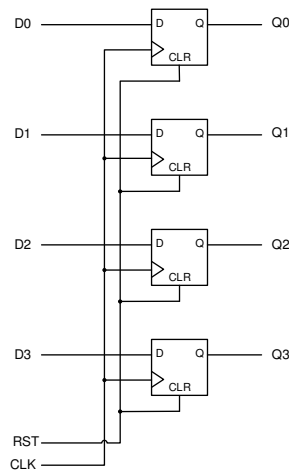 D0 D Q Q0
CLR
D1 D Q Q1
CLR
D2 D Q Q2
CLR
D3 D Q Q3
CLR
RST
CLK